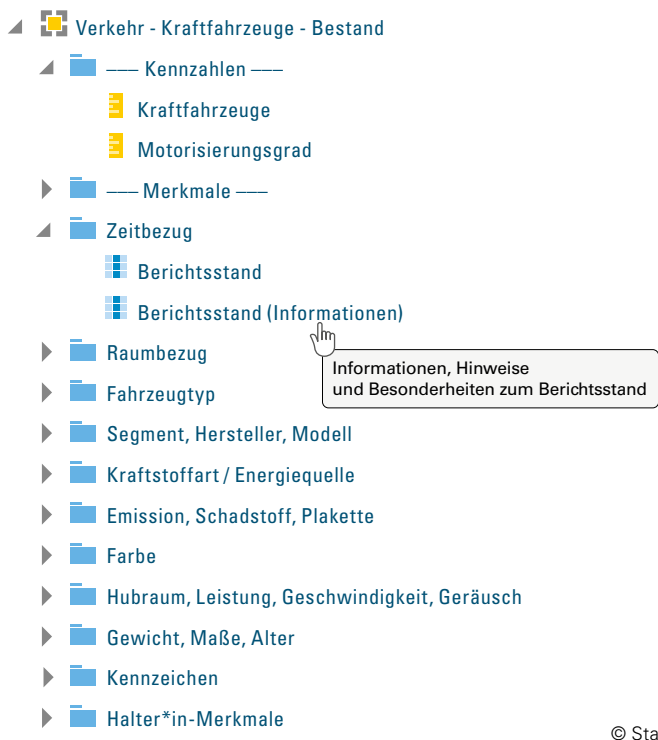 Verkehr - Kraftfahrzeuge - Bestand
––– Kennzahlen –––
Kraftfahrzeuge
Motorisierungsgrad
––– Merkmale –––
Zeitbezug
Berichtsstand
Berichtsstand (Informationen)
Raumbezug
Informationen, Hinweise
und Besonderheiten zum Berichtsstand
Fahrzeugtyp
Segment, Hersteller, Modell
Kraftstoffart / Energiequelle
Emission, Schadstoff, Plakette
Farbe
Hubraum, Leistung, Geschwindigkeit, Geräusch
Gewicht, Maße, Alter
Kennzeichen
Halter*in-Merkmale
© Sta